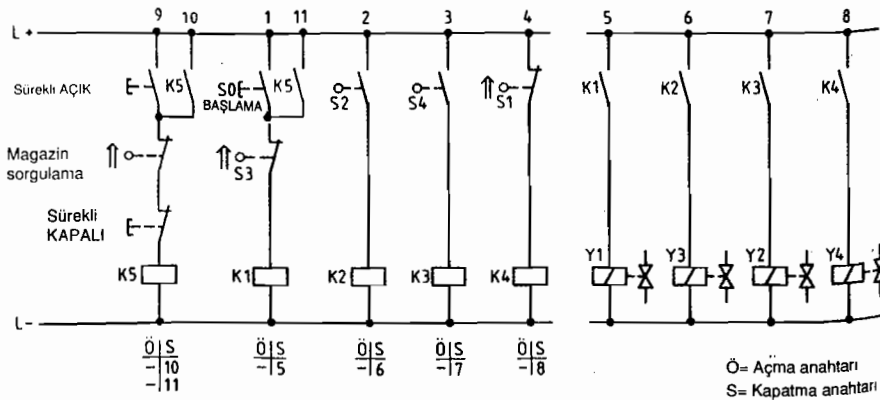 9 10 1 11 2 3 4 5 6 7 8
L +
Sürekli AÇIK
K5
S0
BAŞLAMA
K5
S2
S4
S1
K1
K2
K3
K4
Magazin
sorgulama
S3
Sürekli
KAPALI
K5
K1
K2
K3
K4
Y1
Y3
Y2
Y4
L-
Ö|S
-|10
-|11
Ö|S
-|5
Ö|S
-|6
Ö|S
-|7
Ö|S
-|8
Ö= Açma anahtarı
S= Kapatma anahtarı